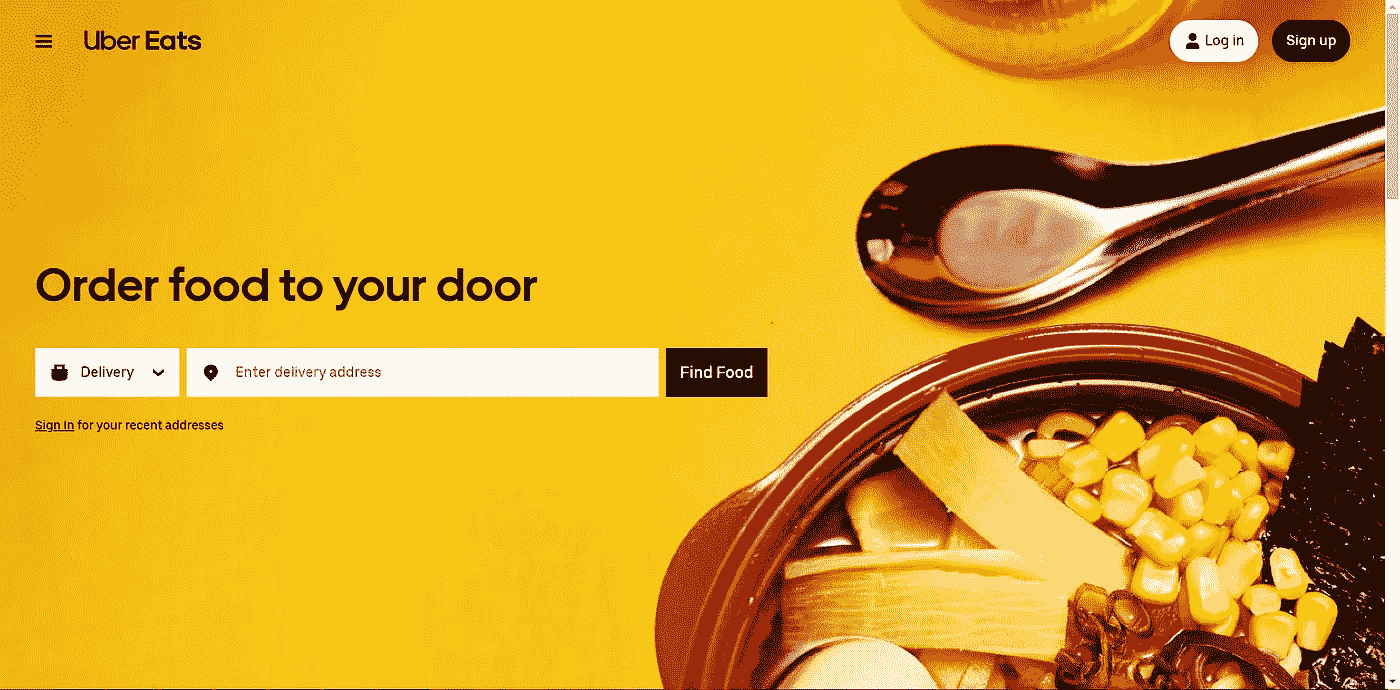 Uber Eats
Log in
Sign up
Order food to your door
Delivery
Enter delivery address
Find Food
Sign In for your recent addresses